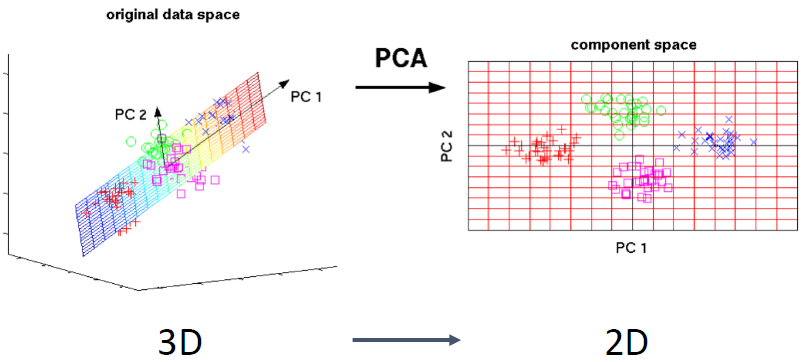 original data space
PCA
component space
PC 2
PC 1
PC 2
PC 1
3D
2D